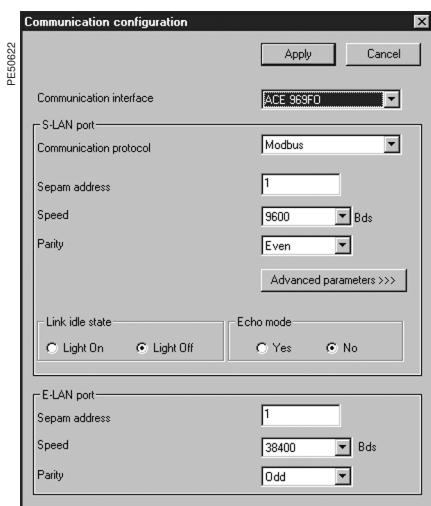 Communication configuration
PE50622
Apply Cancel
Communication interface ACE 969FO
S-LAN port
Communication protocol Modbus
Sepam address 1
Speed 9600 Bds
Parity Even
Advanced parameters >>>
Link idle state Echo mode
Light On Light Off Yes No
E-LAN port
Sepam address 1
Speed 38400 Bds
Parity Odd